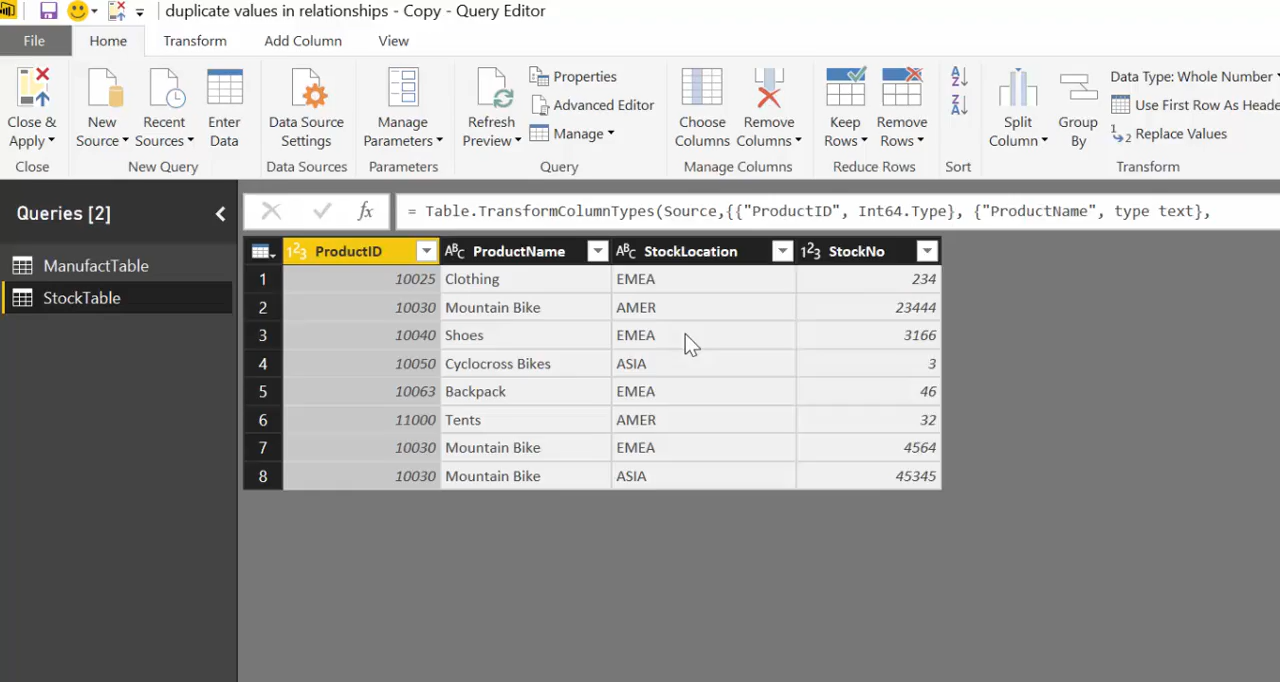 duplicate values in relationships - Copy - Query Editor
File Home Transform Add Column View
Close & Apply
New Source
Recent Sources
Enter Data
Data Source Settings
Manage Parameters
Refresh Preview
Properties
Advanced Editor
Manage
Choose Columns
Remove Columns
Keep Rows
Remove Rows
Split Column
Group By
Data Type: Whole Number
Use First Row As Heade
Replace Values
Close New Query Data Sources Parameters Query Manage Columns Reduce Rows Sort Transform
Queries [2]
ManufactTable
StockTable
fx = Table.TransformColumnTypes(Source,{{"ProductID", Int64.Type}, {"ProductName", type text},
ProductID ProductName StockLocation StockNo
1 10025 Clothing EMEA 234
2 10030 Mountain Bike AMER 23444
3 10040 Shoes EMEA 3166
4 10050 Cyclocross Bikes ASIA 3
5 10063 Backpack EMEA 46
6 11000 Tents AMER 32
7 10030 Mountain Bike EMEA 4564
8 10030 Mountain Bike ASIA 45345